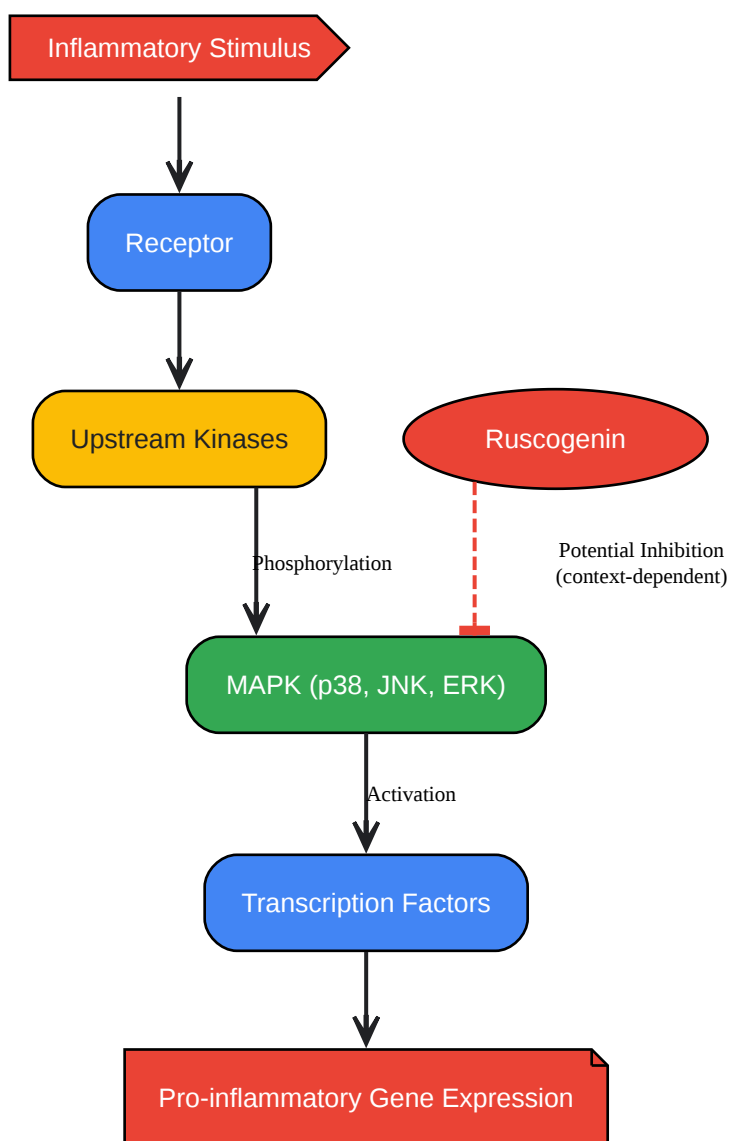 Inflammatory Stimulus
Receptor
Upstream Kinases
Ruscogenin
Phosphorylation
Potential Inhibition
(context-dependent)
MAPK (p38, JNK, ERK)
Activation
Transcription Factors
Pro-inflammatory Gene Expression